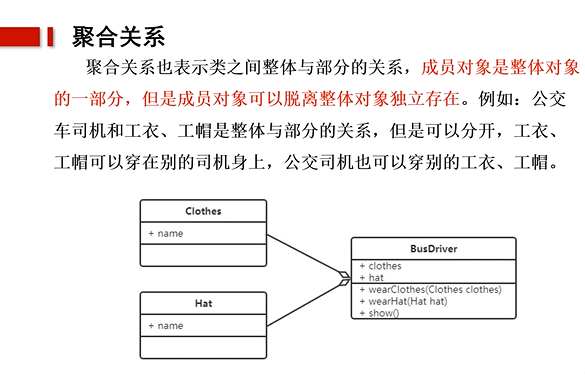 聚合关系
聚合关系也表示类之间整体与部分的关系，成员对象是整体对象
的一部分，但是成员对象可以脱离整体对象独立存在。例如：公交
车司机和工衣、工帽是整体与部分的关系，但是可以分开，工衣、
工帽可以穿在别的司机身上，公交司机也可以穿别的工衣、工帽。
Clothes
+ name
Hat
+ name
BusDriver
+ clothes
+ hat
+ wearClothes(Clothes clothes)
+ wearHat(Hat hat)
+ show()